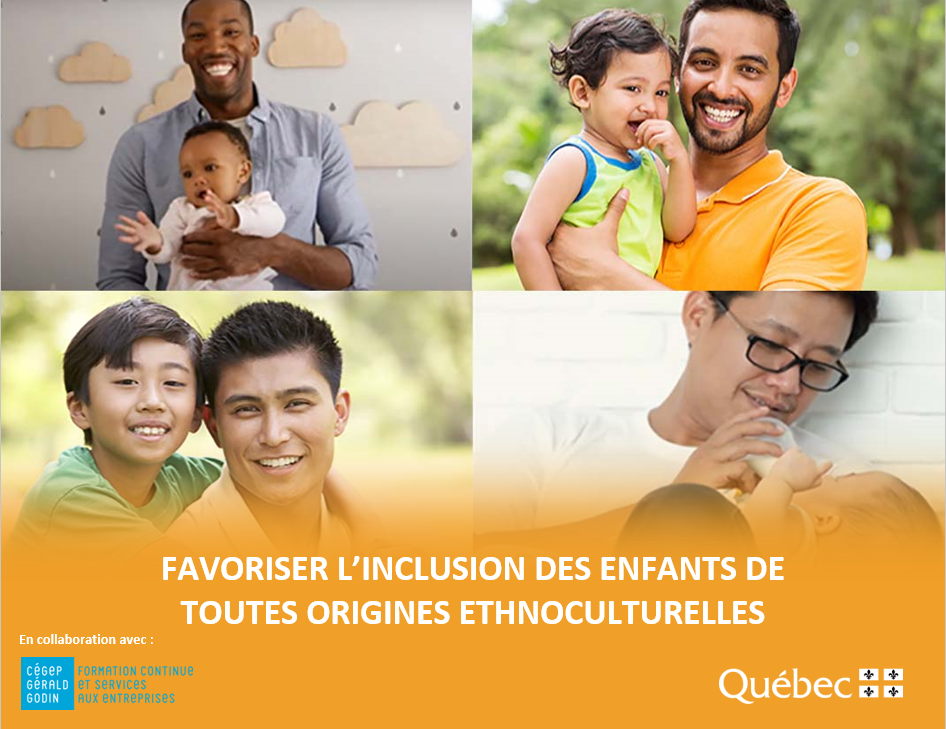 FAVORISER L’INCLUSION DES ENFANTS DE
TOUTES ORIGINES ETHNOCULTURELLES
En collaboration avec :
CÉGEP
GÉRALD
GODIN
FORMATION CONTINUE
ET SERVICES
AUX ENTREPRISES
Québec